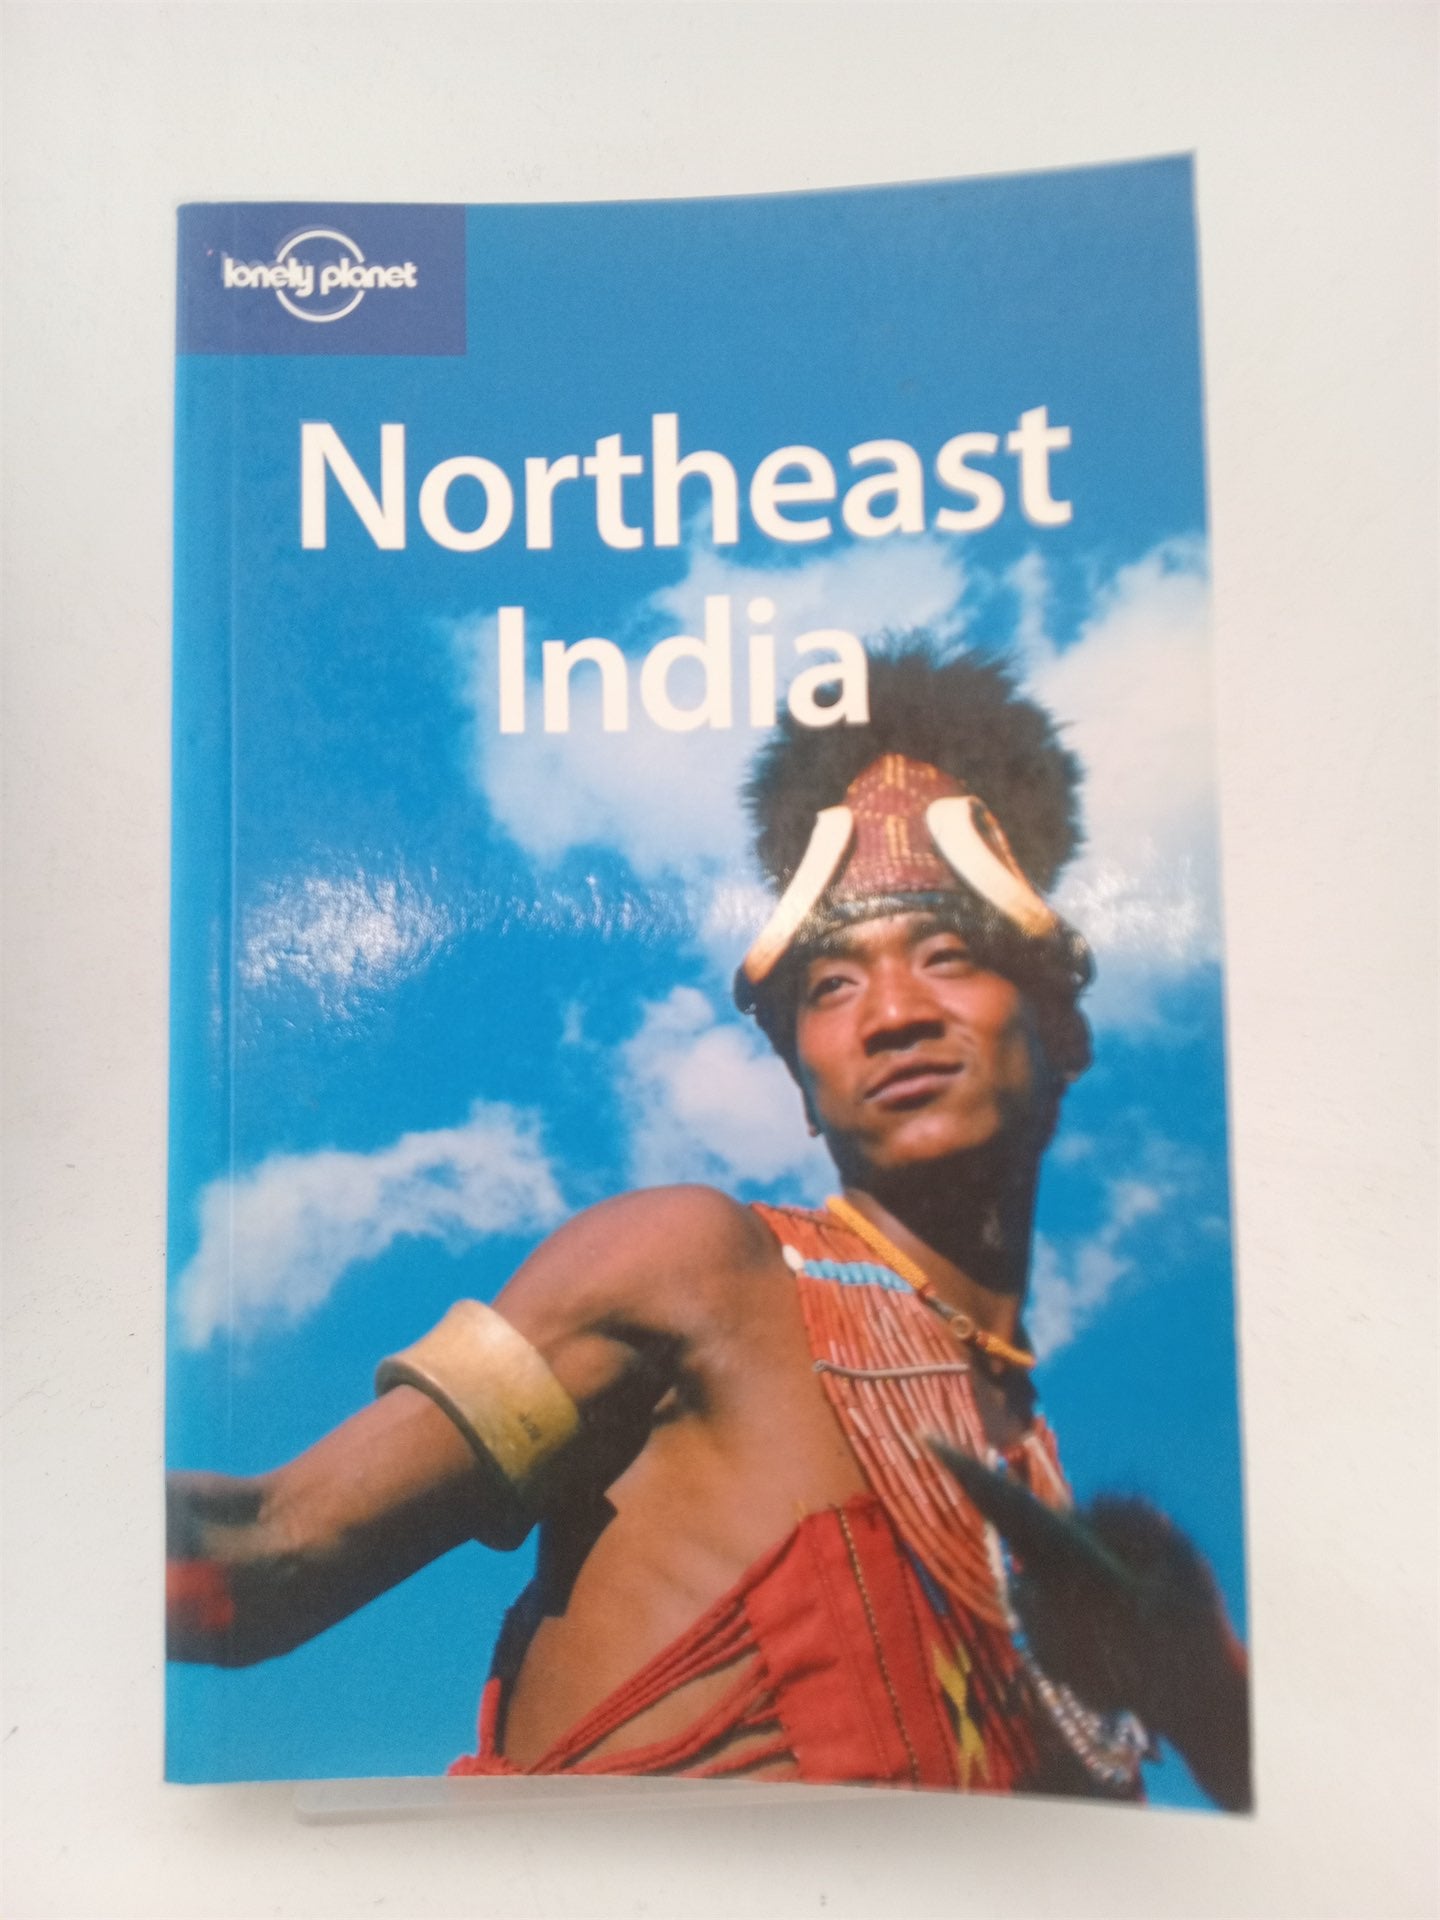 lonely planet
Northeast
India